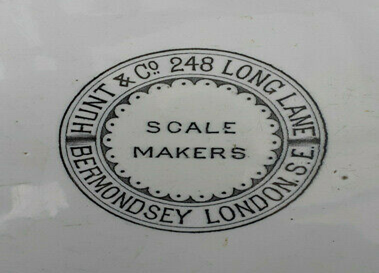 HUNT & Co 248 LONG LANE
SCALE
MAKERS
BERMONDSEY LONDON.S.E.